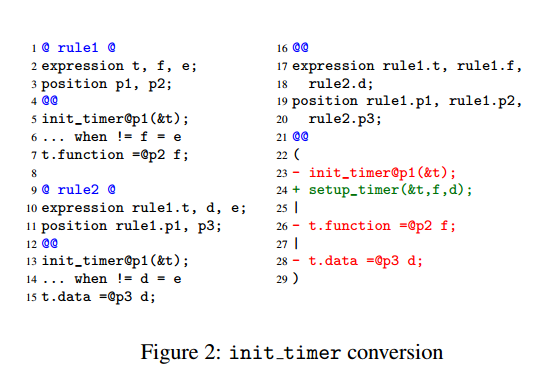 1 @ rule1 @
2 expression t, f, e;
3 position p1, p2;
4 @@
5 init_timer@p1(&t);
6 ... when != f = e
7 t.function =@p2 f;
8
9 @ rule2 @
10 expression rule1.t, d, e;
11 position rule1.p1, p3;
12 @@
13 init_timer@p1(&t);
14 ... when != d = e
15 t.data =@p3 d;
16 @@
17 expression rule1.t, rule1.f,
18 rule2.d;
19 position rule1.p1, rule1.p2,
20 rule2.p3;
21 @@
22 (
23 - init_timer@p1(&t);
24 + setup_timer(&t,f,d);
25 |
26 - t.function =@p2 f;
27 |
28 - t.data =@p3 d;
29 )
Figure 2: init_timer conversion